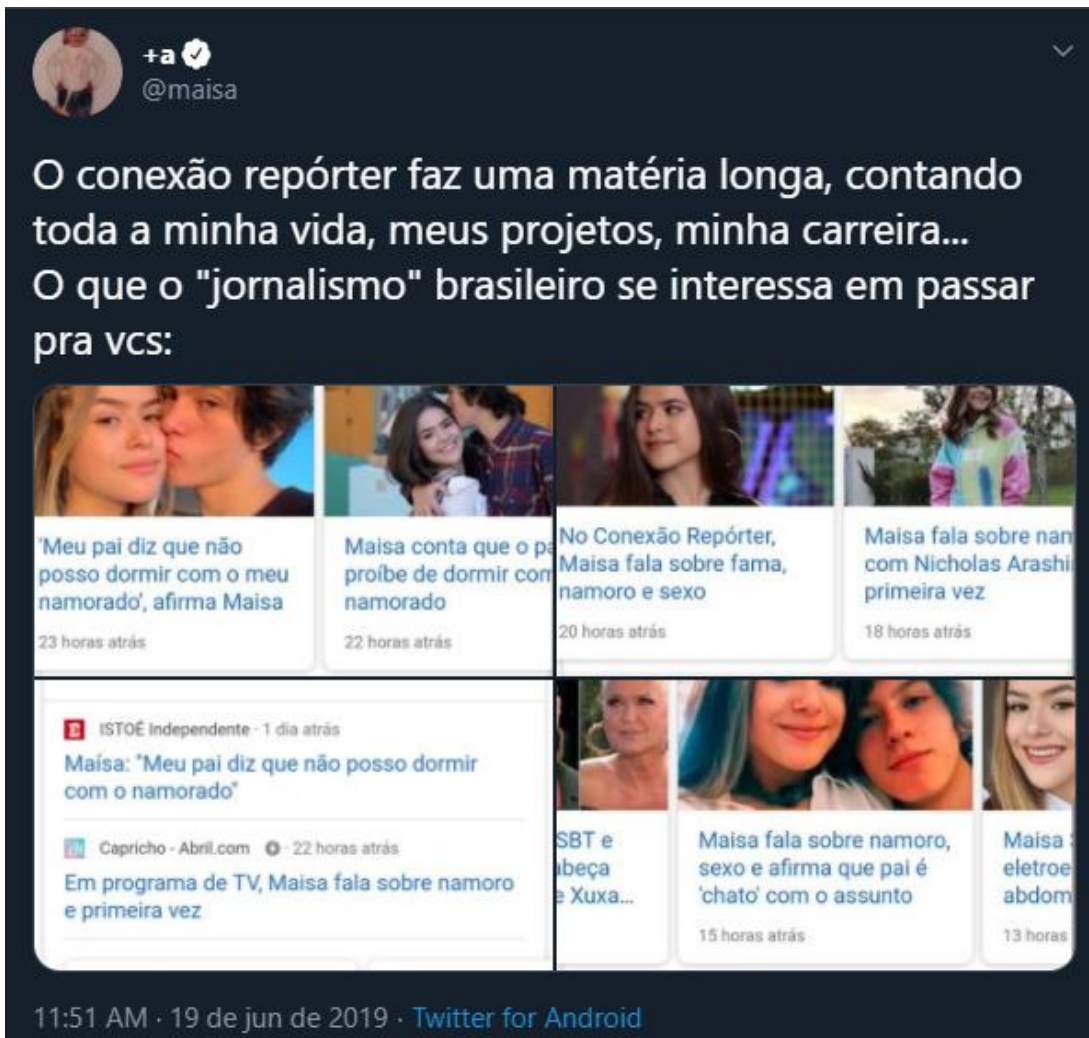 +a
@maisa
O conexão repórter faz uma matéria longa, contando
toda a minha vida, meus projetos, minha carreira...
O que o "jornalismo" brasileiro se interessa em passar
pra vcs:
'Meu pai diz que não
posso dormir com o meu
namorado', afirma Maisa
23 horas atrás
Maisa conta que o
proíbe de dormir com
namorado
22 horas atrás
No Conexão Repórter,
Maisa fala sobre fama,
namoro e sexo
20 horas atrás
Maisa fala sobre
com Nicholas Arashi
primeira vez
18 horas atrás
ISTOÉ Independente · 1 dia atrás
Maísa: "Meu pai diz que não posso dormir
com o namorado"
Capricho - Abril.com · 22 horas atrás
Em programa de TV, Maisa fala sobre namoro
e primeira vez
SBT e
Xuxa...
Maisa fala sobre namoro,
sexo e afirma que pai é
'chato' com o assunto
15 horas atrás
Maisa
13 horas
11:51 AM · 19 de jun de 2019 · Twitter for Android